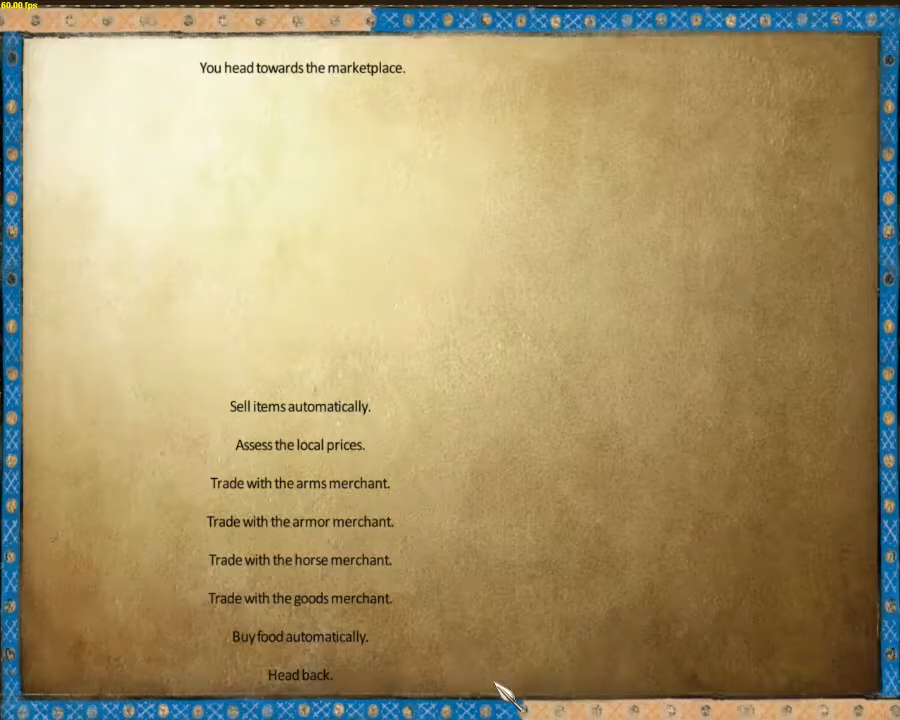 60.00 fps
You head towards the marketplace.
Sell items automatically.
Assess the local prices.
Trade with the arms merchant.
Trade with the armor merchant.
Trade with the horse merchant.
Trade with the goods merchant.
Buy food automatically.
Head back.